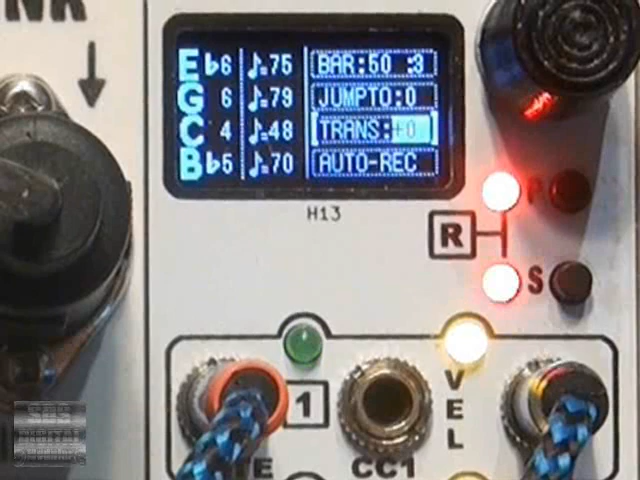 E♭6 ♪=75 BAR:50 :3
G 6 ♪=79 JUMPTO:0
C 4 ♪=48 TRANS:+0
B♭5 ♪=70 AUTO-REC
H13
R
P
S
1
VEL
CC1